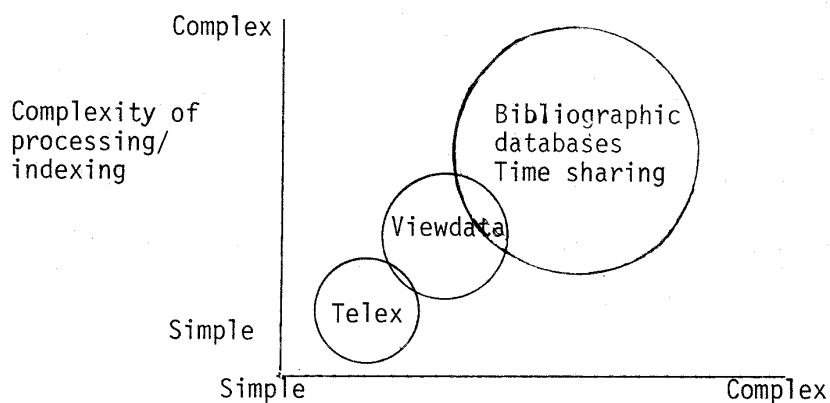 Complex
Complexity of
processing/
indexing
Bibliographic
databases
Time sharing
Viewdata
Telex
Simple
Simple
Complex